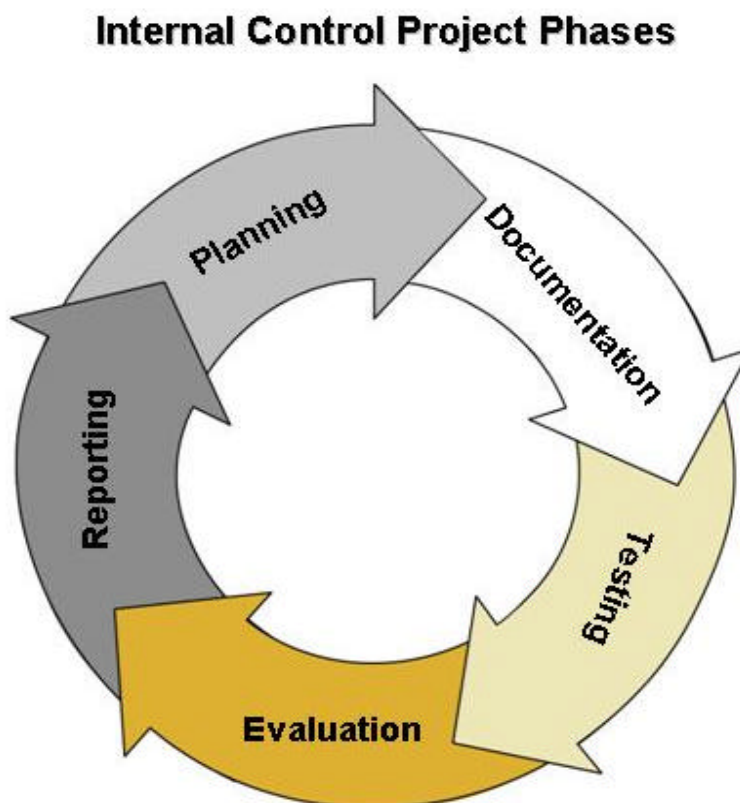 Internal Control Project Phases
Planning
Documentation
Testing
Evaluation
Reporting